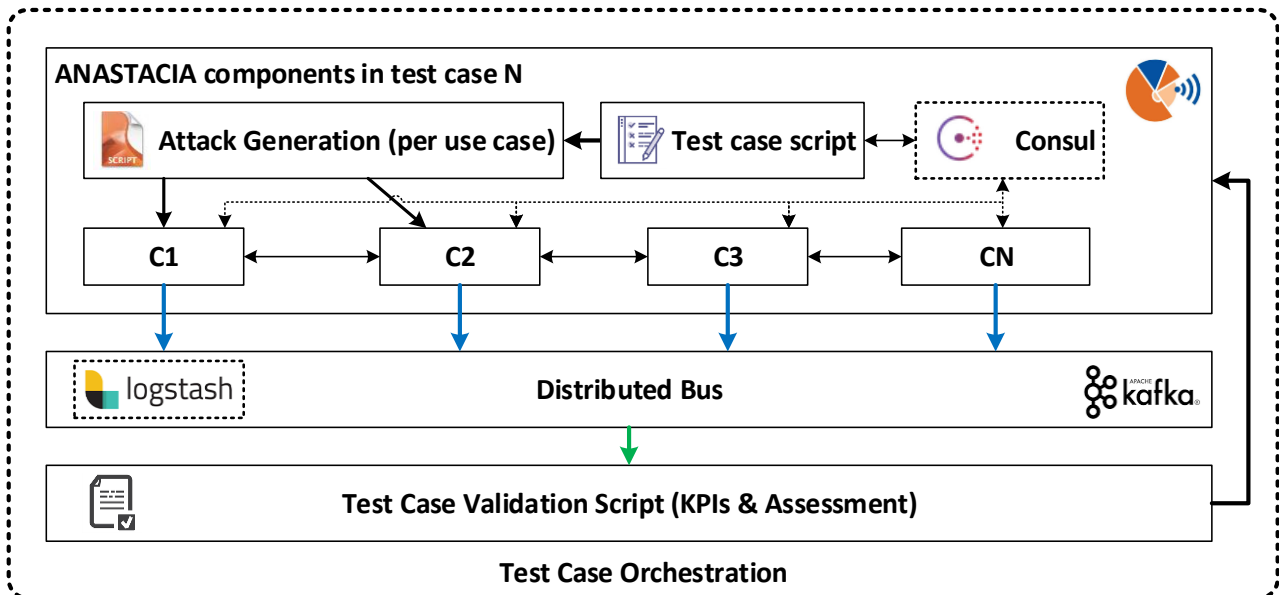 ANASTACIA components in test case N
SCRIPT
Attack Generation (per use case)
Test case script
Consul
C1
C2
C3
CN
logstash
Distributed Bus
APACHE
kafka®
Test Case Validation Script (KPIs & Assessment)
Test Case Orchestration